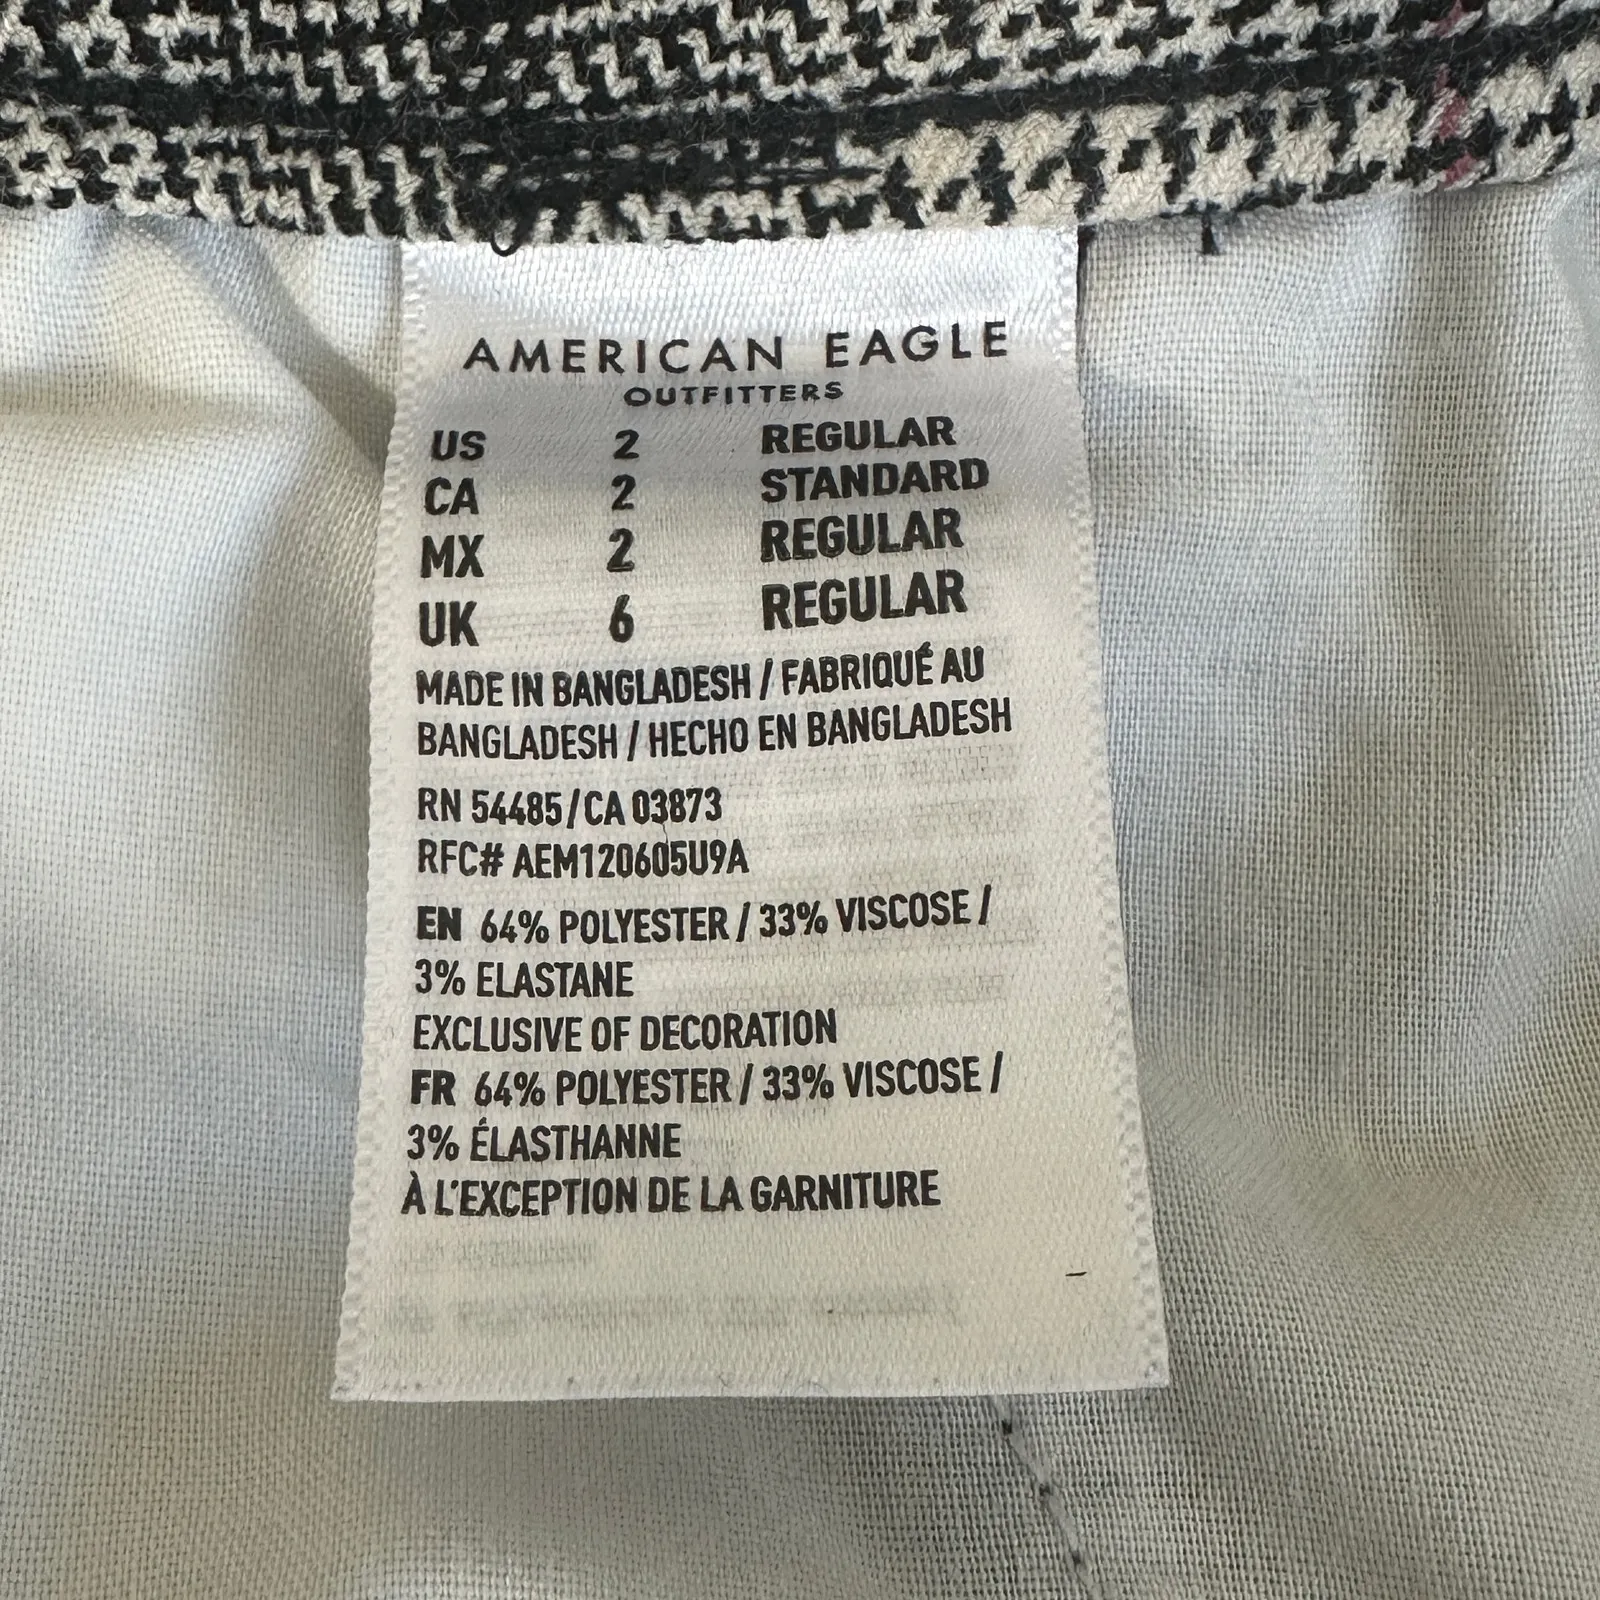 AMERICAN EAGLE
OUTFITTERS
US 2 REGULAR
CA 2 STANDARD
MX 2 REGULAR
UK 6 REGULAR
MADE IN BANGLADESH / FABRIQUÉ AU
BANGLADESH / HECHO EN BANGLADESH
RN 54485/CA 03873
RFC# AEM120605U9A
EN 64% POLYESTER / 33% VISCOSE /
3% ELASTANE
EXCLUSIVE OF DECORATION
FR 64% POLYESTER / 33% VISCOSE /
3% ÉLASTHANNE
À L'EXCEPTION DE LA GARNITURE